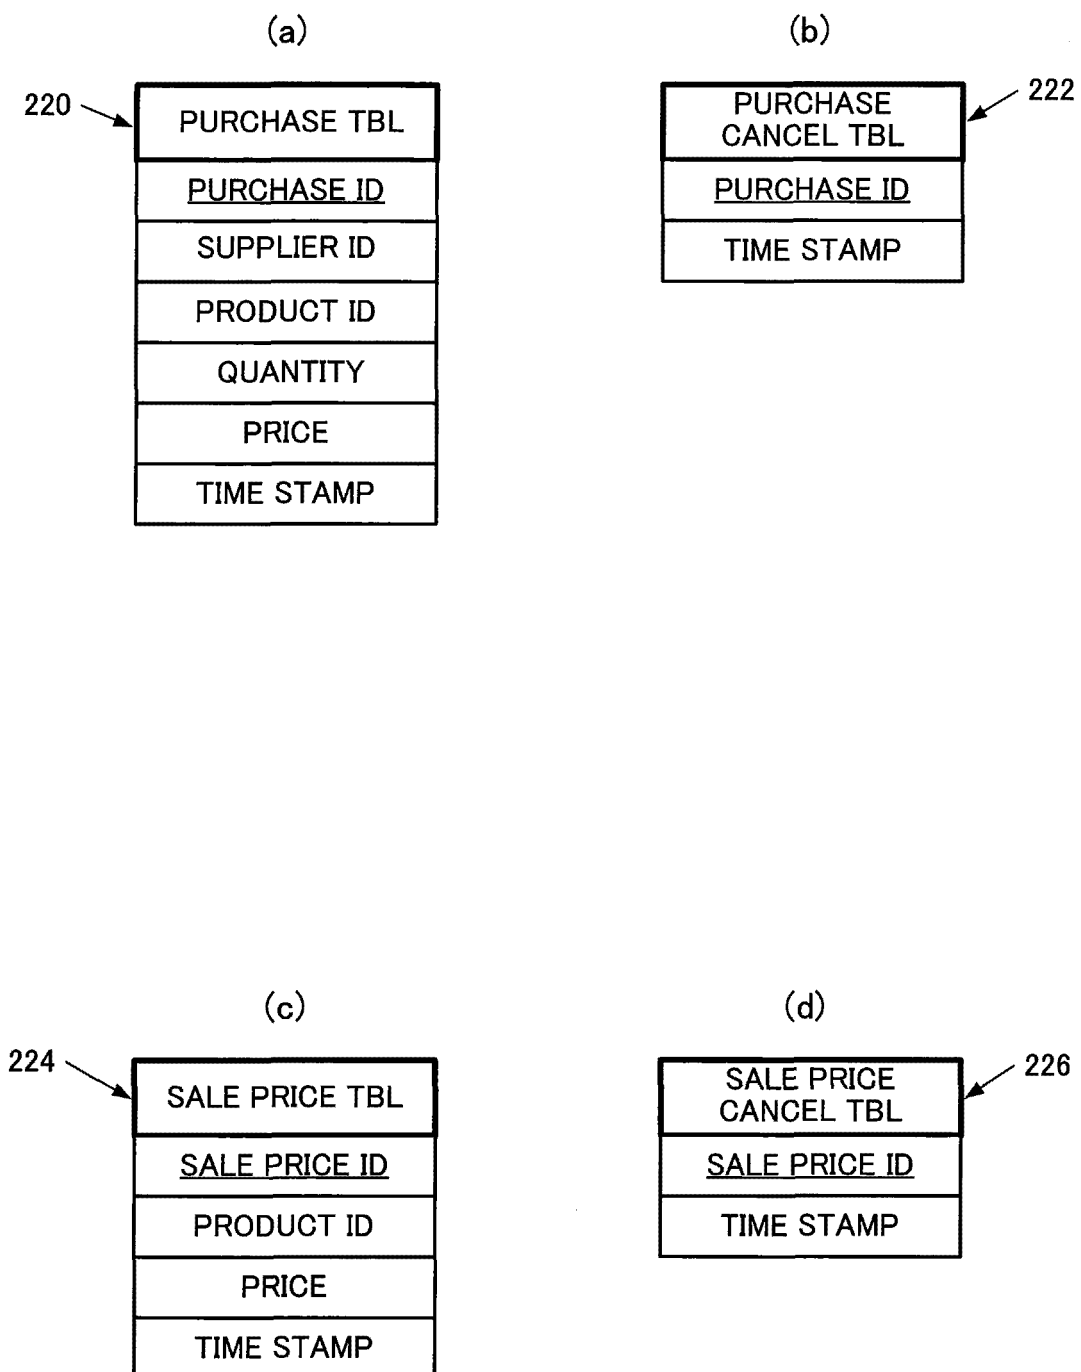 (a)
220
PURCHASE TBL
PURCHASE ID
SUPPLIER ID
PRODUCT ID
QUANTITY
PRICE
TIME STAMP
(b)
222
PURCHASE
CANCEL TBL
PURCHASE ID
TIME STAMP
(c)
224
SALE PRICE TBL
SALE PRICE ID
PRODUCT ID
PRICE
TIME STAMP
(d)
226
SALE PRICE
CANCEL TBL
SALE PRICE ID
TIME STAMP